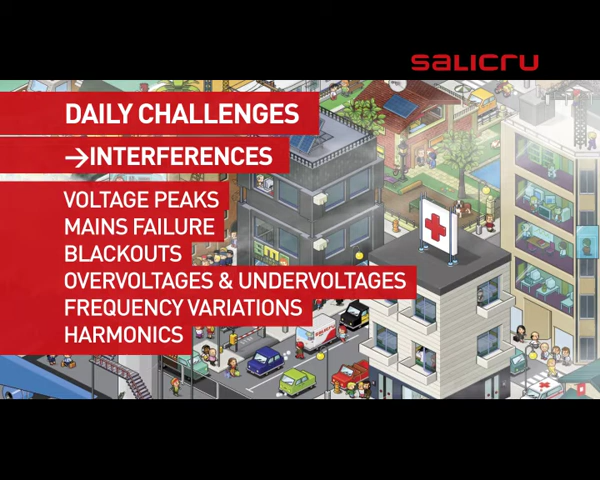 SALICRU
DAILY CHALLENGES
→INTERFERENCES
VOLTAGE PEAKS
MAINS FAILURE
BLACKOUTS
OVERVOLTAGES & UNDERVOLTAGES
FREQUENCY VARIATIONS
HARMONICS